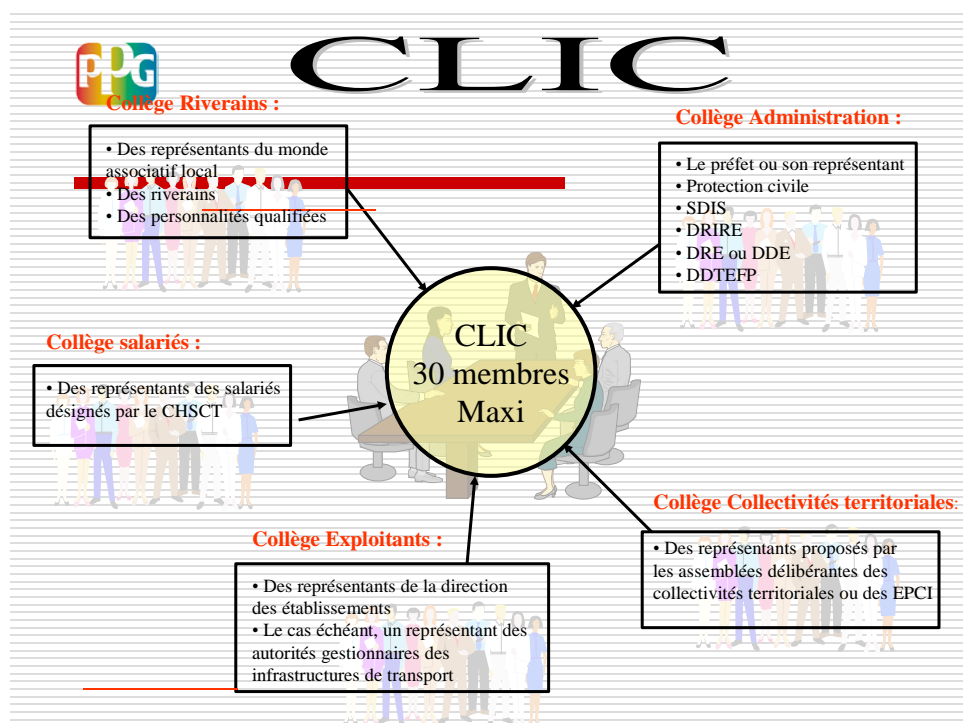 PPG
CLIC
Collège Riverains :
• Des représentants du monde
associatif local
• Des riverains
• Des personnalités qualifiées
Collège Administration :
• Le préfet ou son représentant
• Protection civile
• SDIS
• DRIRE
• DRE ou DDE
• DDTEFP
CLIC
30 membres
Maxi
Collège salariés :
• Des représentants des salariés
désignés par le CHSCT
Collège Exploitants :
• Des représentants de la direction
des établissements
• Le cas échéant, un représentant des
autorités gestionnaires des
infrastructures de transport
Collège Collectivités territoriales:
• Des représentants proposés par
les assemblées délibérantes des
collectivités territoriales ou des EPCI